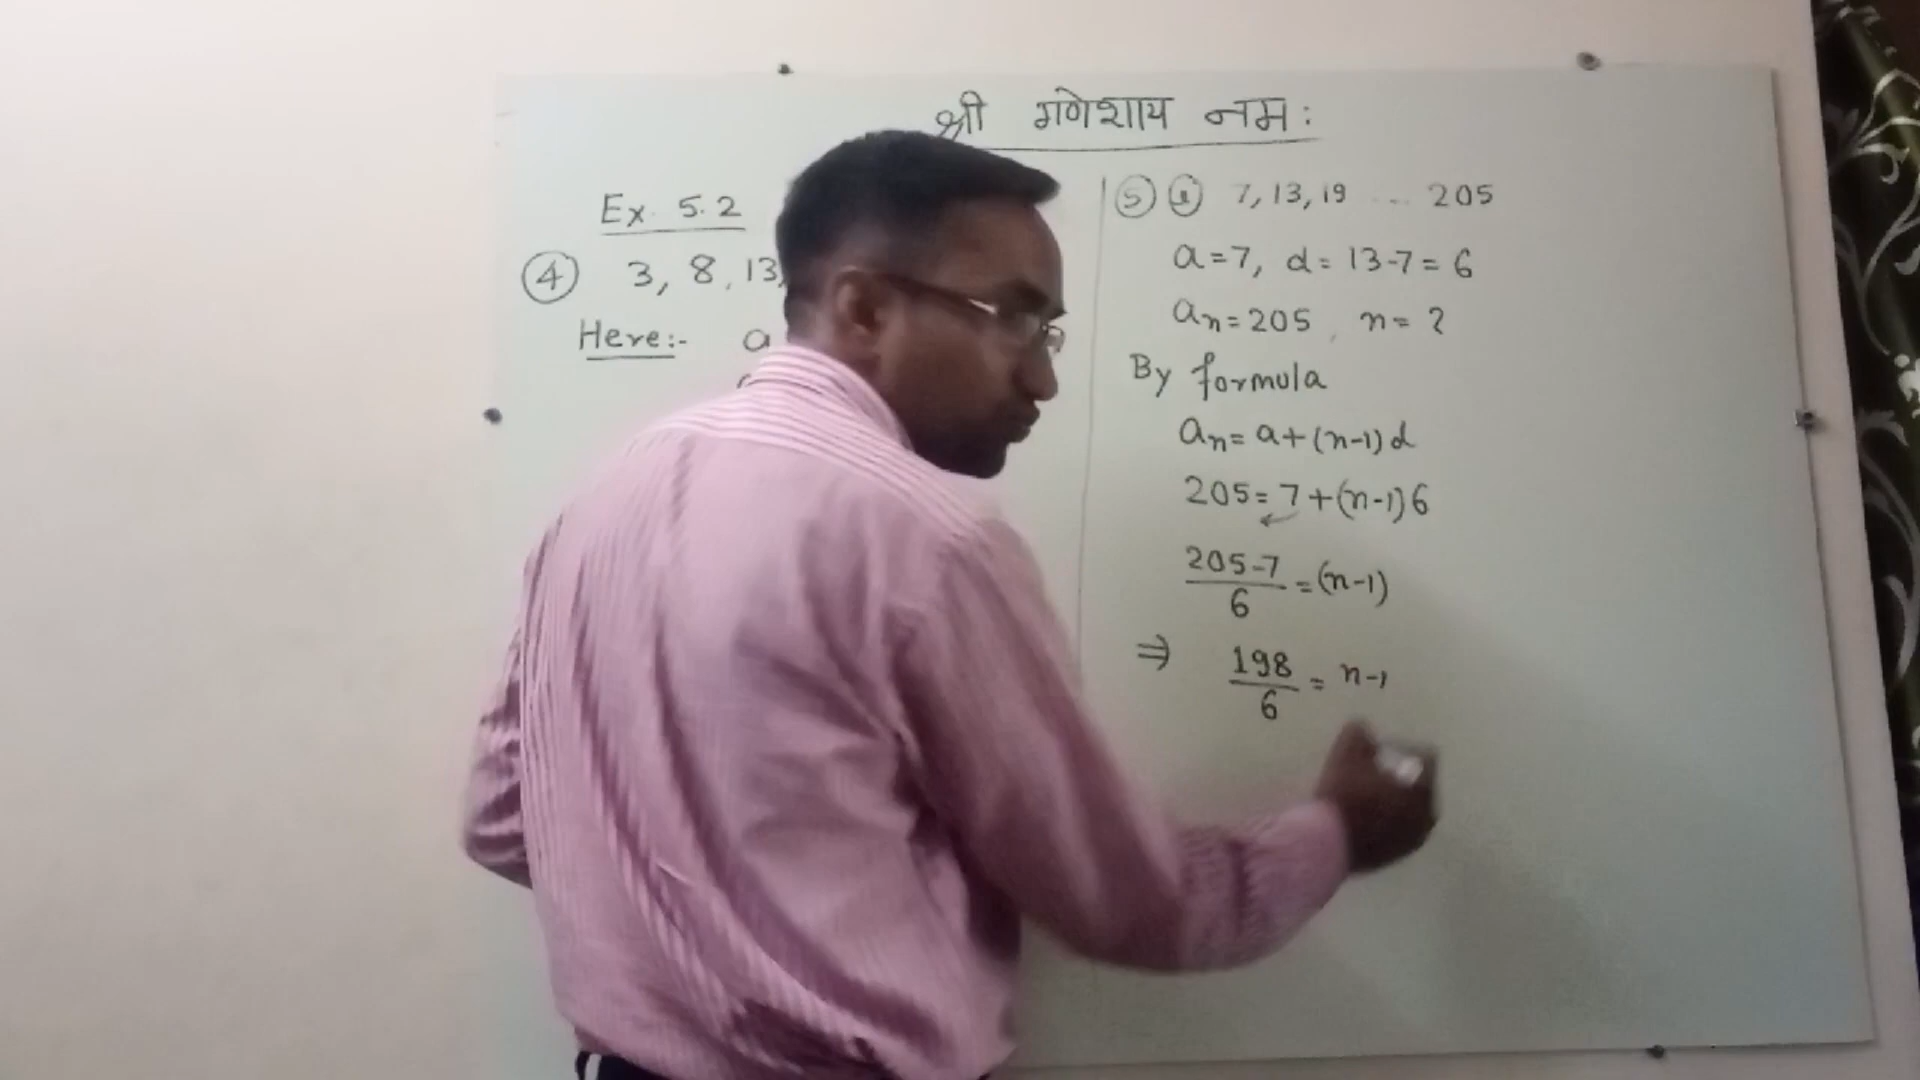 श्री गणेशाय नमः
Ex. 5.2
④ 3, 8, 13,
Here:- a
⑤ 7, 13, 19 ... 205
a = 7, d = 13-7 = 6
an = 205, n = ?
By formula
an = a + (n-1) d
205 = 7 + (n-1) 6
205-7/6 = (n-1)
⇒ 198/6 = n-1